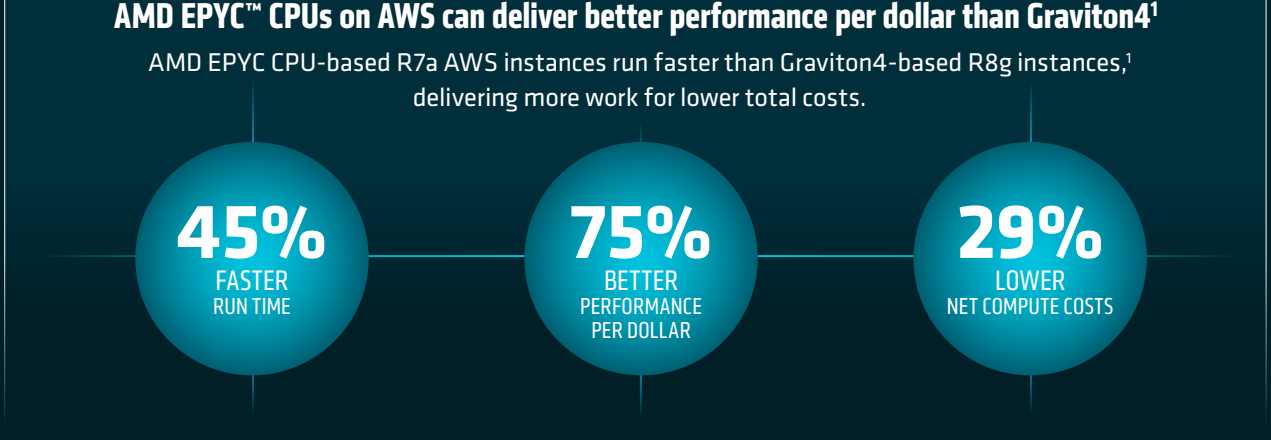 AMD EPYC™ CPUs on AWS can deliver better performance per dollar than Graviton4¹
AMD EPYC CPU-based R7a AWS instances run faster than Graviton4-based R8g instances,¹
delivering more work for lower total costs.
45%
FASTER
RUN TIME
75%
BETTER
PERFORMANCE
PER DOLLAR
29%
LOWER
NET COMPUTE COSTS